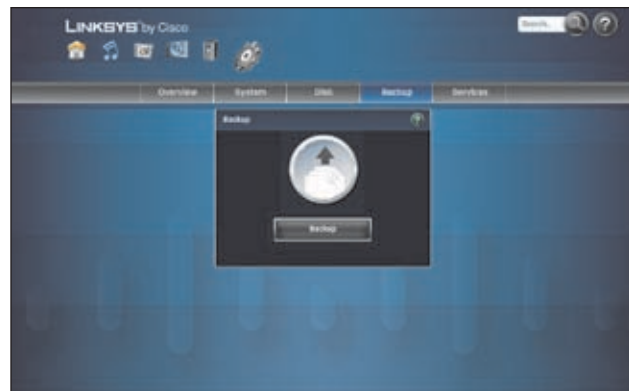 LINKSYS by Cisco
Search..
?
Overview System Disk Backup Services
Backup
?
Backup